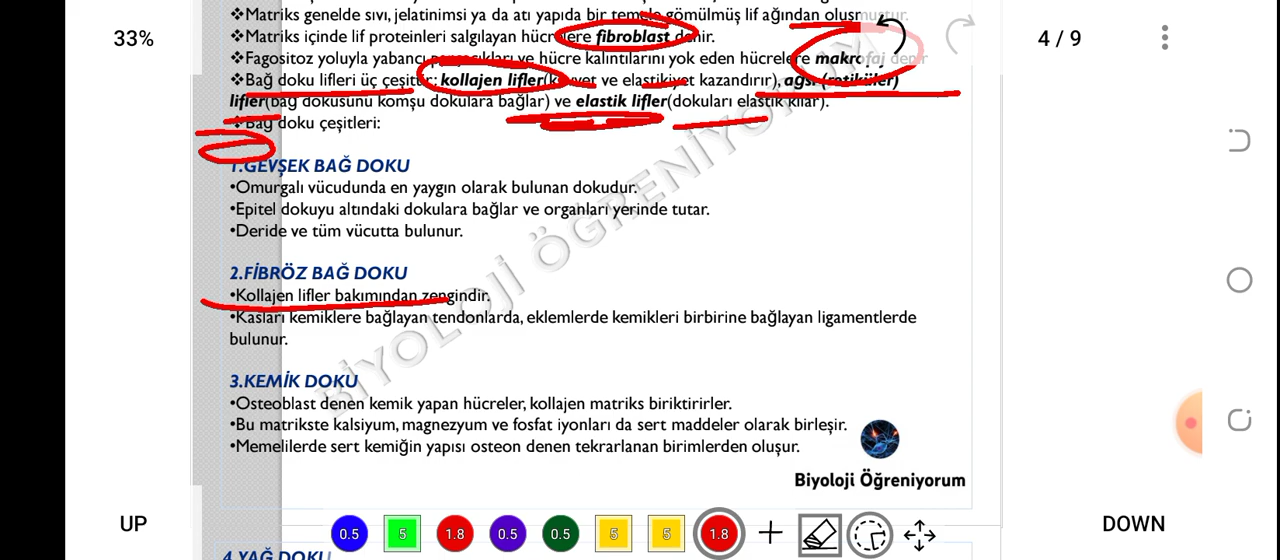 33%
4 / 9
❖Matriks genelde sıvı, jelatinimsi ya da atı yapıda bir temele gömülmüş lif ağından oluşmuştur.
❖Matriks içinde lif proteinleri salgılayan hücrelere fibroblast denir.
❖Fagositoz yoluyla yabancı parçacıkları ve hücre kalıntılarını yok eden hücrelere makrofaj denir
❖Bağ doku lifleri üç çeşittir: kollajen lifler(kuvvet ve elastikiyet kazandırır), ağsı (retiküler)
lifler(bağ dokusunu komşu dokulara bağlar) ve elastik lifler(dokuları elastik kılar).
❖Bağ doku çeşitleri:
1.GEVŞEK BAĞ DOKU
•Omurgalı vücudunda en yaygın olarak bulunan dokudur.
•Epitel dokuyu altındaki dokulara bağlar ve organları yerinde tutar.
•Deride ve tüm vücutta bulunur.
2.FİBRÖZ BAĞ DOKU
•Kollajen lifler bakımından zengindir.
•Kasları kemiklere bağlayan tendonlarda, eklemlerde kemikleri birbirine bağlayan ligamentlerde
bulunur.
3.KEMİK DOKU
•Osteoblast denen kemik yapan hücreler, kollajen matriks biriktirirler.
•Bu matrikste kalsiyum, magnezyum ve fosfat iyonları da sert maddeler olarak birleşir.
•Memelilerde sert kemiğin yapısı osteon denen tekrarlanan birimlerden oluşur.
BİYOLOJİ ÖĞRENİYORUM
Biyoloji Öğreniyorum
UP
DOWN
0.5 5 1.8 0.5 0.5 5 5 1.8
4.YAĞ DOKU